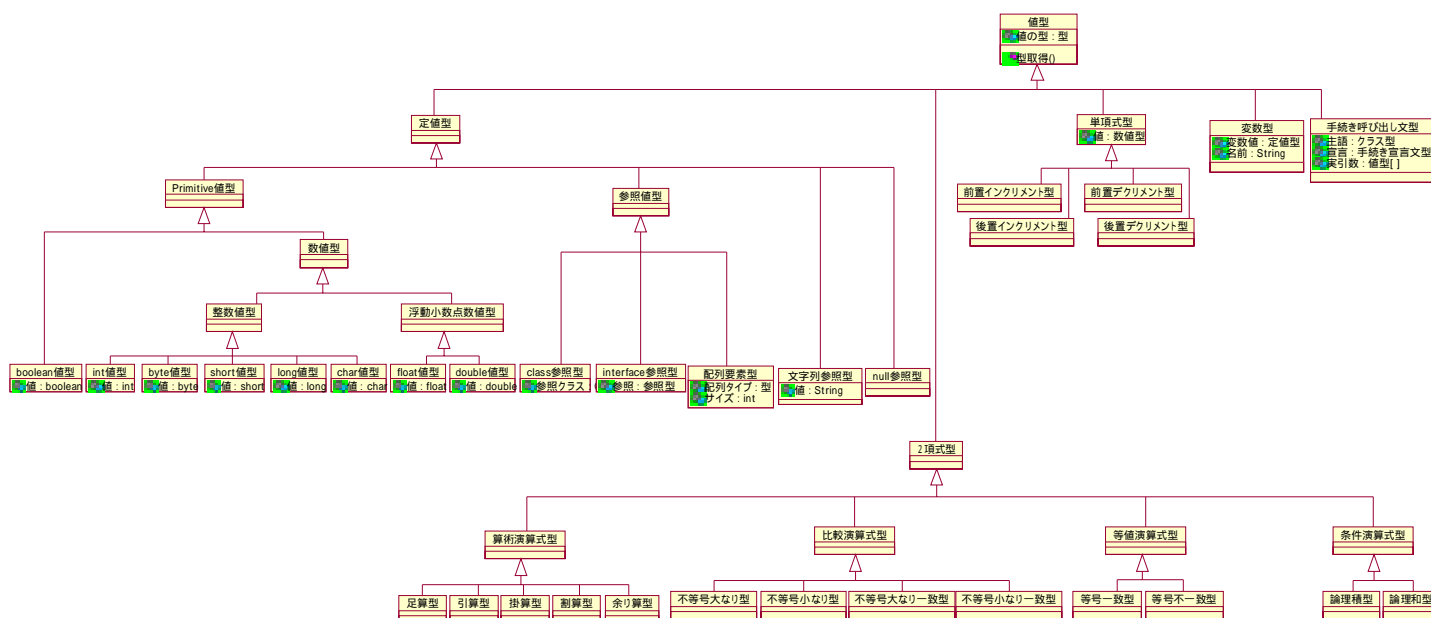 値型
値の型 : 型
型取得()
定値型
単項式型
値 : 数値型
変数型
変数値 : 定値型
名前 : String
手続き呼び出し文型
主語 : クラス型
宣言 : 手続き宣言文型
実引数 : 値型[ ]
Primitive値型
参照値型
前置インクリメント型
前置デクリメント型
後置インクリメント型
後置デクリメント型
数値型
整数値型
浮動小数点数値型
boolean値型
値 : boolean
int値型
値 : int
byte値型
値 : byte
short値型
値 : short
long値型
値 : long
char値型
値 : char
float値型
値 : float
double値型
値 : double
class参照型
参照クラス :
interface参照型
参照 : 参照型
配列要素型
配列タイプ : 型
サイズ : int
文字列参照型
値 : String
null参照型
2項式型
算術演算式型
比較演算式型
等値演算式型
条件演算式型
足算型
引算型
掛算型
割算型
余り算型
不等号大なり型
不等号小なり型
不等号大なり一致型
不等号小なり一致型
等号一致型
等号不一致型
論理積型
論理和型